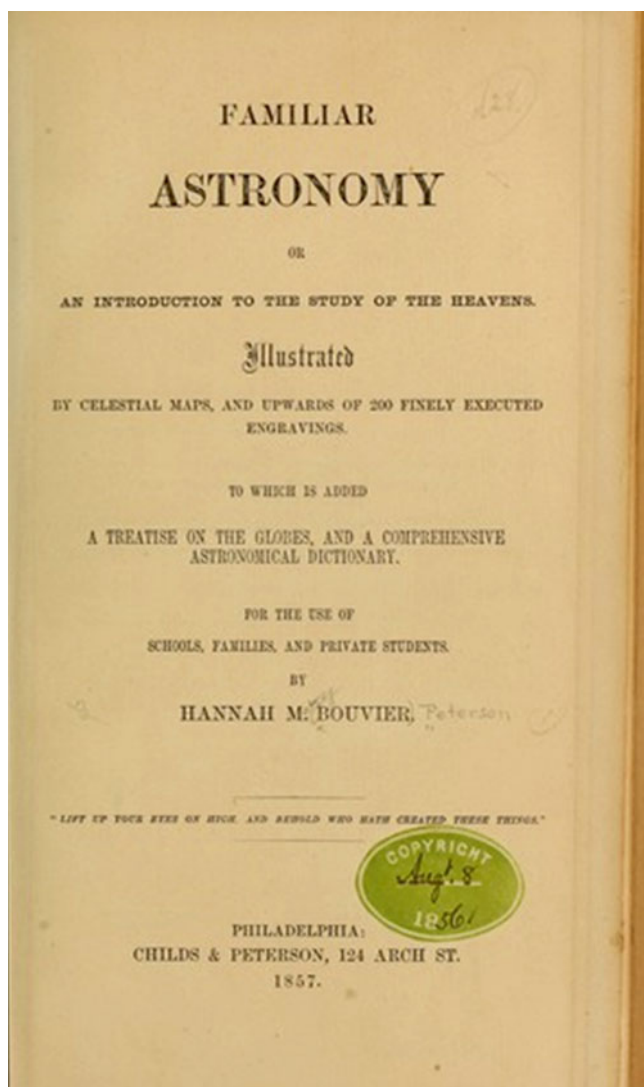 FAMILIAR
ASTRONOMY
OR
AN INTRODUCTION TO THE STUDY OF THE HEAVENS.
Illustrated
BY CELESTIAL MAPS, AND UPWARDS OF 200 FINELY EXECUTED
ENGRAVINGS.
TO WHICH IS ADDED
A TREATISE ON THE GLOBES, AND A COMPREHENSIVE
ASTRONOMICAL DICTIONARY.
FOR THE USE OF
SCHOOLS, FAMILIES, AND PRIVATE STUDENTS.
BY
HANNAH M. BOUVIER, Peterson
"LIFT UP YOUR EYES ON HIGH, AND BEHOLD WHO HATH CREATED THESE THINGS."
COPYRIGHT
Augt. 8
1856
PHILADELPHIA:
CHILDS & PETERSON, 124 ARCH ST.
1857.